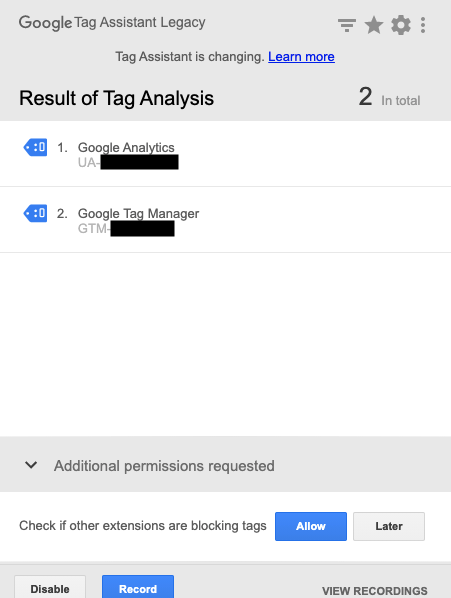 Google Tag Assistant Legacy
Tag Assistant is changing. Learn more
Result of Tag Analysis 2 In total
1. Google Analytics
UA-
2. Google Tag Manager
GTM-
Additional permissions requested
Check if other extensions are blocking tags Allow Later
Disable Record VIEW RECORDINGS